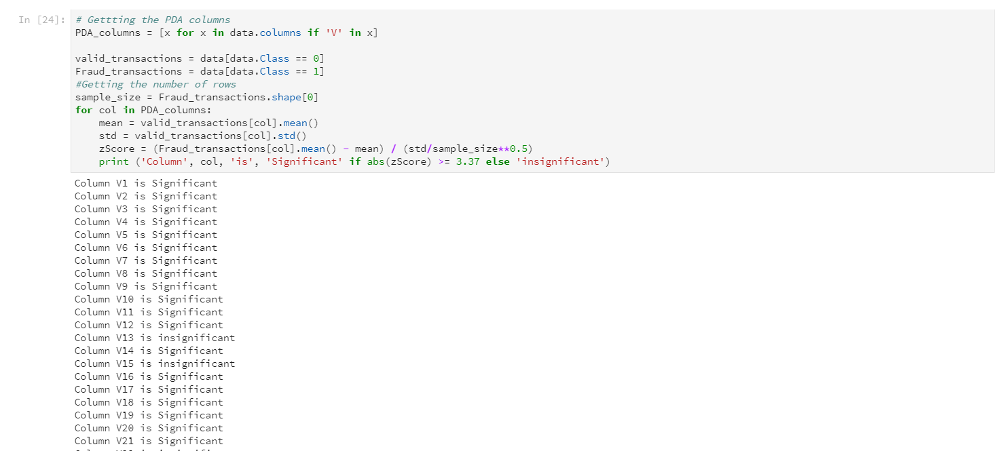 In [24]:
# Gettting the PDA columns
PDA_columns = [x for x in data.columns if 'V' in x]
valid_transactions = data[data.Class == 0]
Fraud_transactions = data[data.Class == 1]
#Getting the number of rows
sample_size = Fraud_transactions.shape[0]
for col in PDA_columns:
    mean = valid_transactions[col].mean()
    std = valid_transactions[col].std()
    zScore = (Fraud_transactions[col].mean() - mean) / (std/sample_size**0.5)
    print ('Column', col, 'is', 'Significant' if abs(zScore) >= 3.37 else 'insignificant')
Column V1 is Significant
Column V2 is Significant
Column V3 is Significant
Column V4 is Significant
Column V5 is Significant
Column V6 is Significant
Column V7 is Significant
Column V8 is Significant
Column V9 is Significant
Column V10 is Significant
Column V11 is Significant
Column V12 is Significant
Column V13 is insignificant
Column V14 is Significant
Column V15 is insignificant
Column V16 is Significant
Column V17 is Significant
Column V18 is Significant
Column V19 is Significant
Column V20 is Significant
Column V21 is Significant